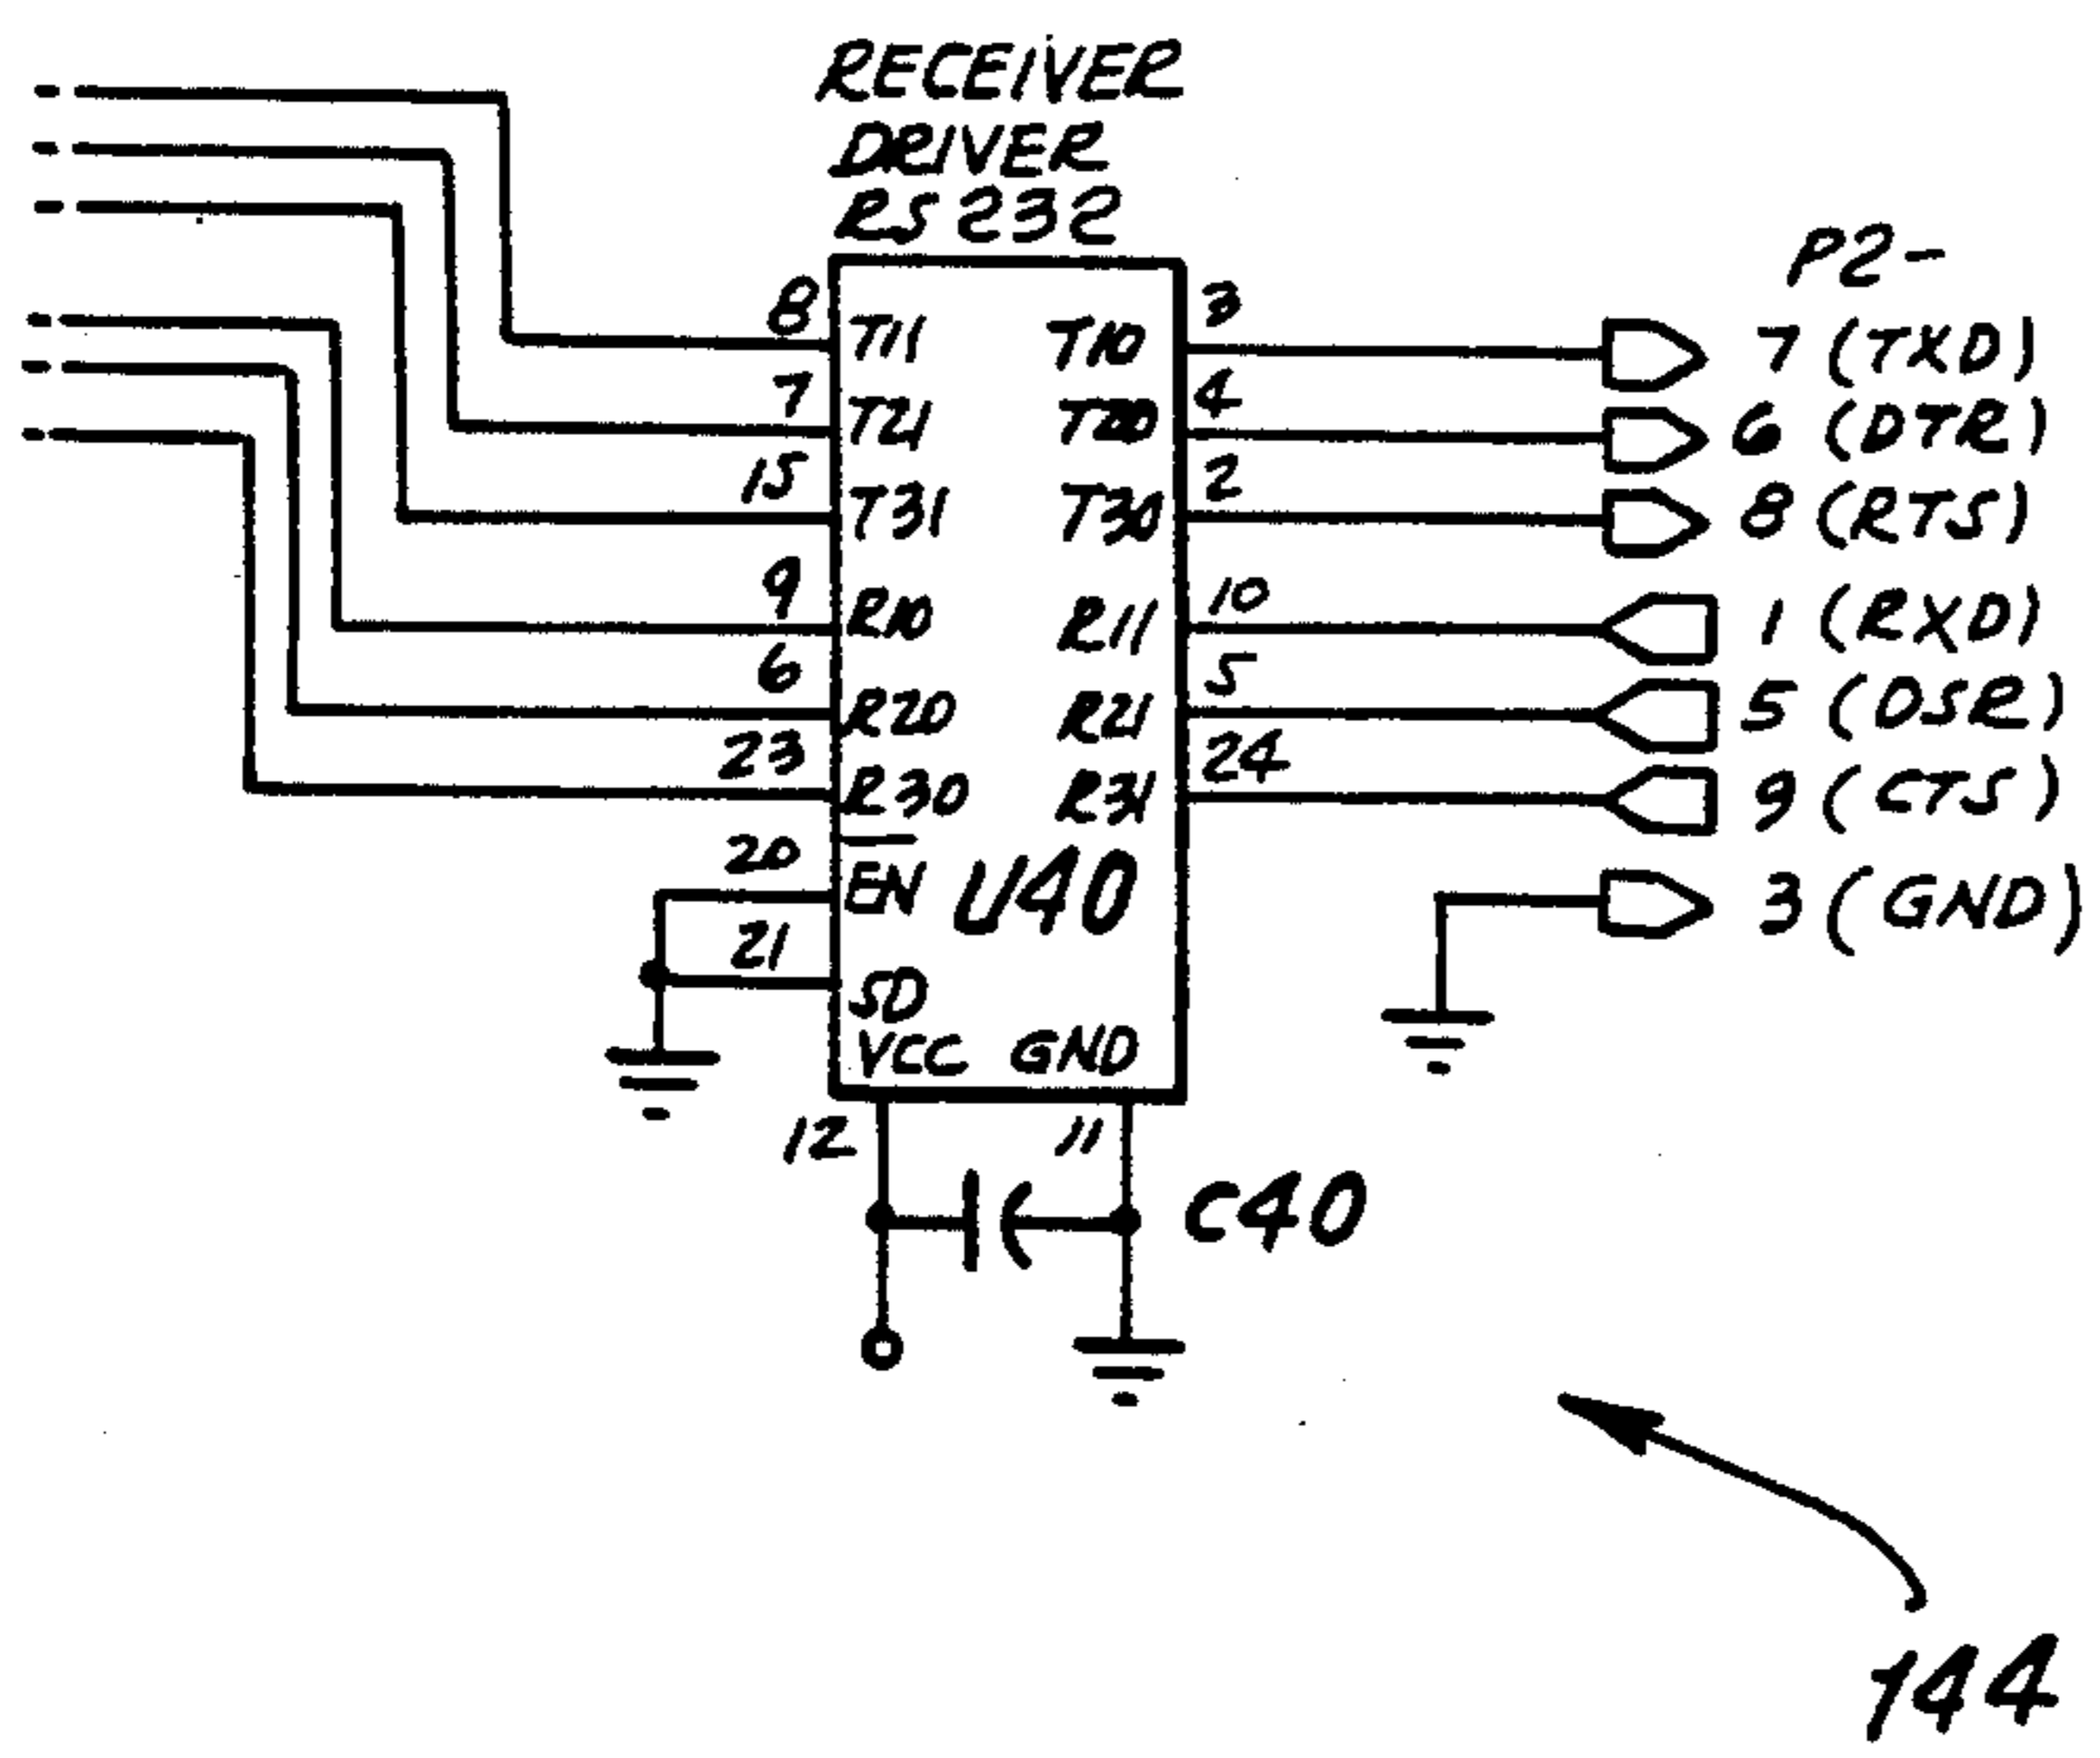 RECEIVER
DRIVER
RS 232
P2-
8 T11 T10 3 7 (TXD)
7 T21 T20 4 6 (DTR)
15 T31 T30 2 8 (RTS)
9 R10 R11 10 1 (RXD)
6 R20 R21 5 5 (DSR)
23 R30 R31 24 9 (CTS)
20 EN U40 3 (GND)
21 SD
VCC GND
12 11
C40
144